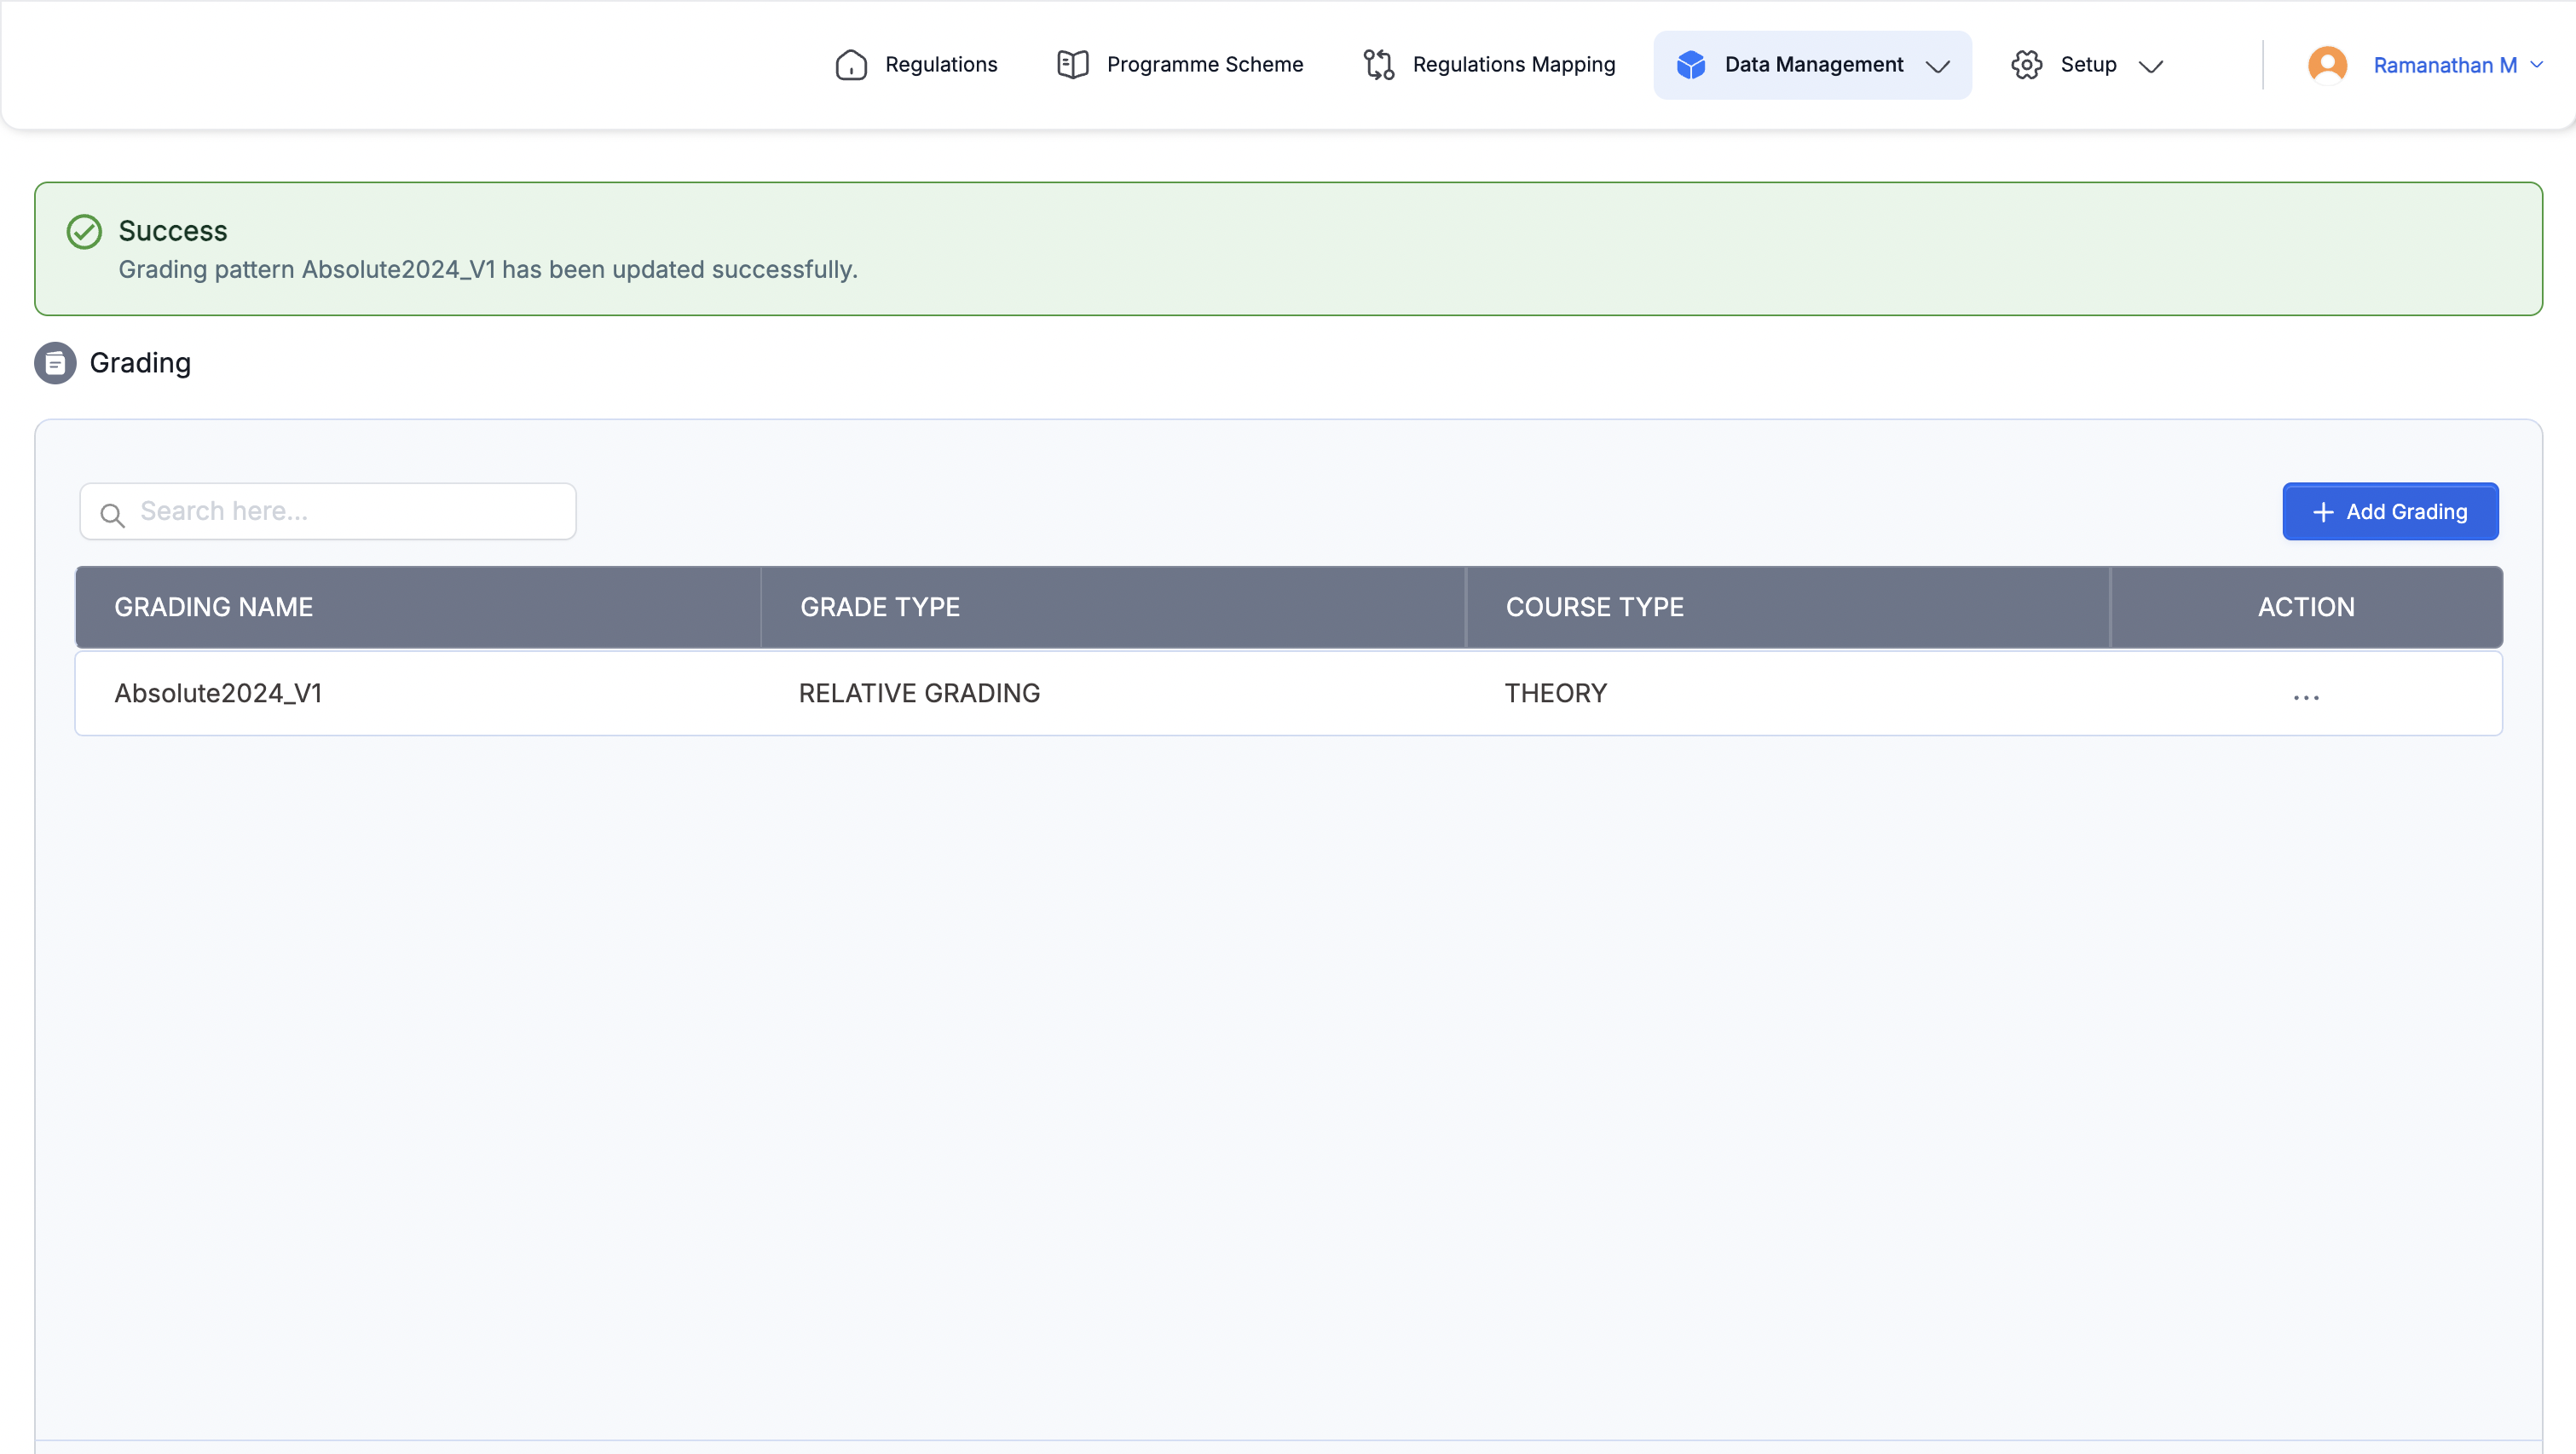 Regulations
Programme Scheme
Regulations Mapping
Data Management
Setup
Ramanathan M
Success
Grading pattern Absolute2024_V1 has been updated successfully.
Grading
Search here...
Add Grading
GRADING NAME
GRADE TYPE
COURSE TYPE
ACTION
Absolute2024_V1
RELATIVE GRADING
THEORY
...